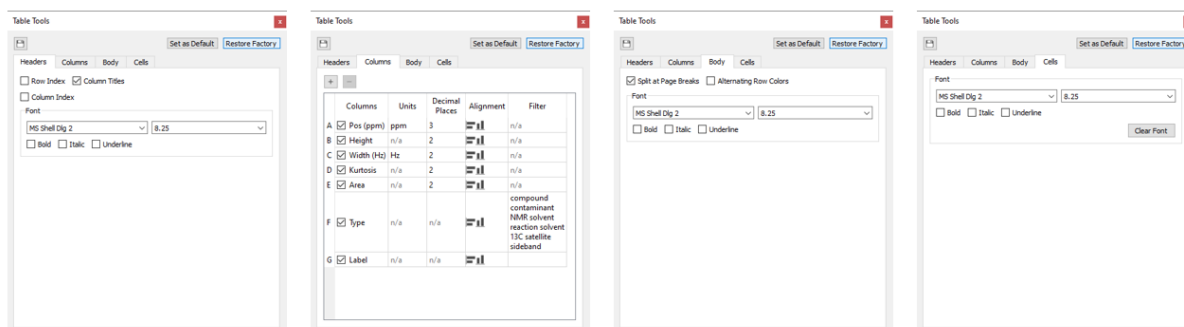 Table Tools
x
Set as Default Restore Factory
Headers Columns Body Cells
Row Index Column Titles
Column Index
Font
MS Shell Dlg 2 8.25
Bold Italic Underline
Table Tools
x
Set as Default Restore Factory
Headers Columns Body Cells
+ −
Columns Units Decimal Places Alignment Filter
A Pos (ppm) ppm 3 n/a
B Height n/a 2 n/a
C Width (Hz) Hz 2 n/a
D Kurtosis n/a 2 n/a
E Area n/a 2 n/a
F Type n/a n/a
compound
contaminant
NMR solvent
reaction solvent
13C satellite
sideband
G Label n/a n/a
Table Tools
x
Set as Default Restore Factory
Headers Columns Body Cells
Split at Page Breaks Alternating Row Colors
Font
MS Shell Dlg 2 8.25
Bold Italic Underline
Table Tools
Set as Default Restore Factory
Headers Columns Body Cells
Font
MS Shell Dlg 2 8.25
Bold Italic Underline
Clear Font